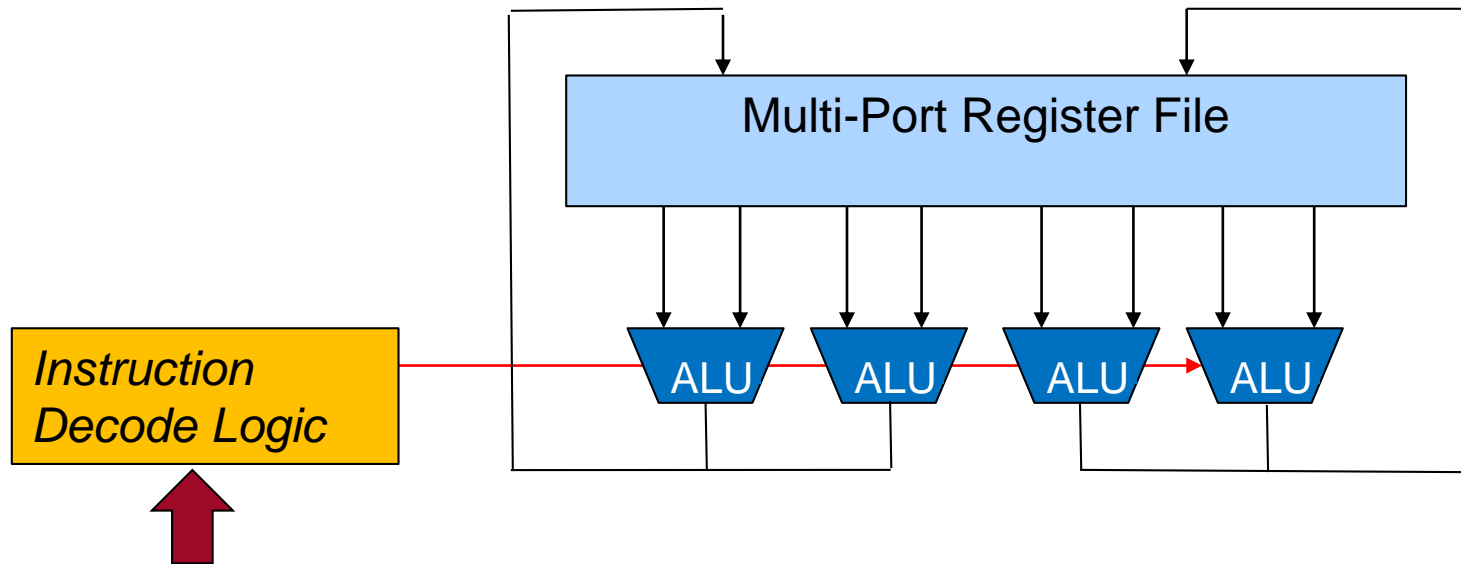 Multi-Port Register File
Instruction
Decode Logic
ALU
ALU
ALU
ALU